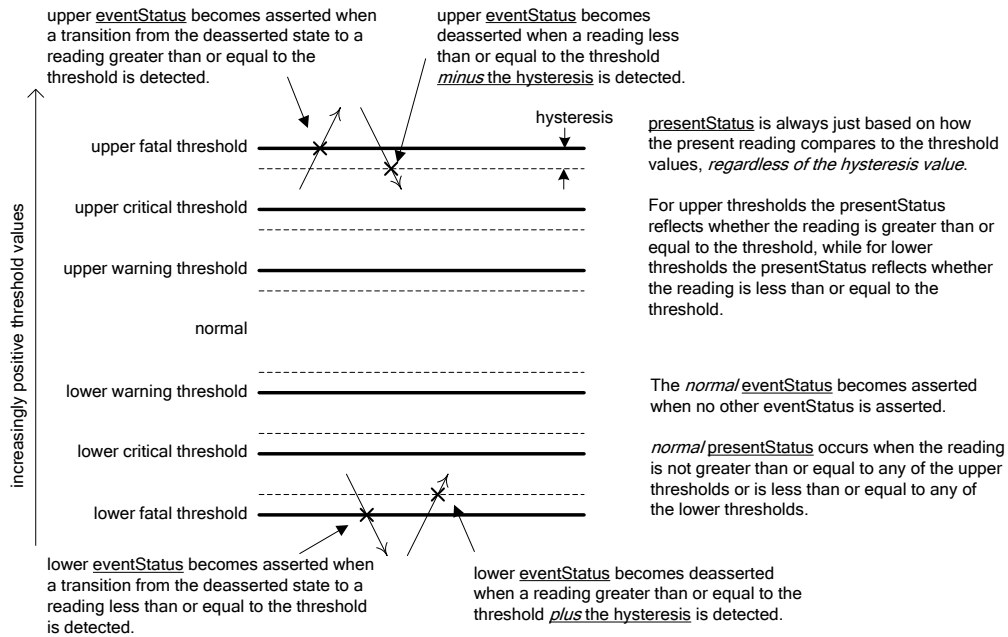 upper eventStatus becomes asserted when
a transition from the deasserted state to a
reading greater than or equal to the
threshold is detected.
upper eventStatus becomes
deasserted when a reading less
than or equal to the threshold
minus the hysteresis is detected.
increasingly positive threshold values
hysteresis
upper fatal threshold
upper critical threshold
upper warning threshold
normal
lower warning threshold
lower critical threshold
lower fatal threshold
presentStatus is always just based on how
the present reading compares to the threshold
values, regardless of the hysteresis value.
For upper thresholds the presentStatus
reflects whether the reading is greater than or
equal to the threshold, while for lower
thresholds the presentStatus reflects whether
the reading is less than or equal to the
threshold.
The normal eventStatus becomes asserted
when no other eventStatus is asserted.
normal presentStatus occurs when the reading
is not greater than or equal to any of the upper
thresholds or is less than or equal to any of
the lower thresholds.
lower eventStatus becomes asserted when
a transition from the deasserted state to a
reading less than or equal to the threshold
is detected.
lower eventStatus becomes deasserted
when a reading greater than or equal to the
threshold plus the hysteresis is detected.